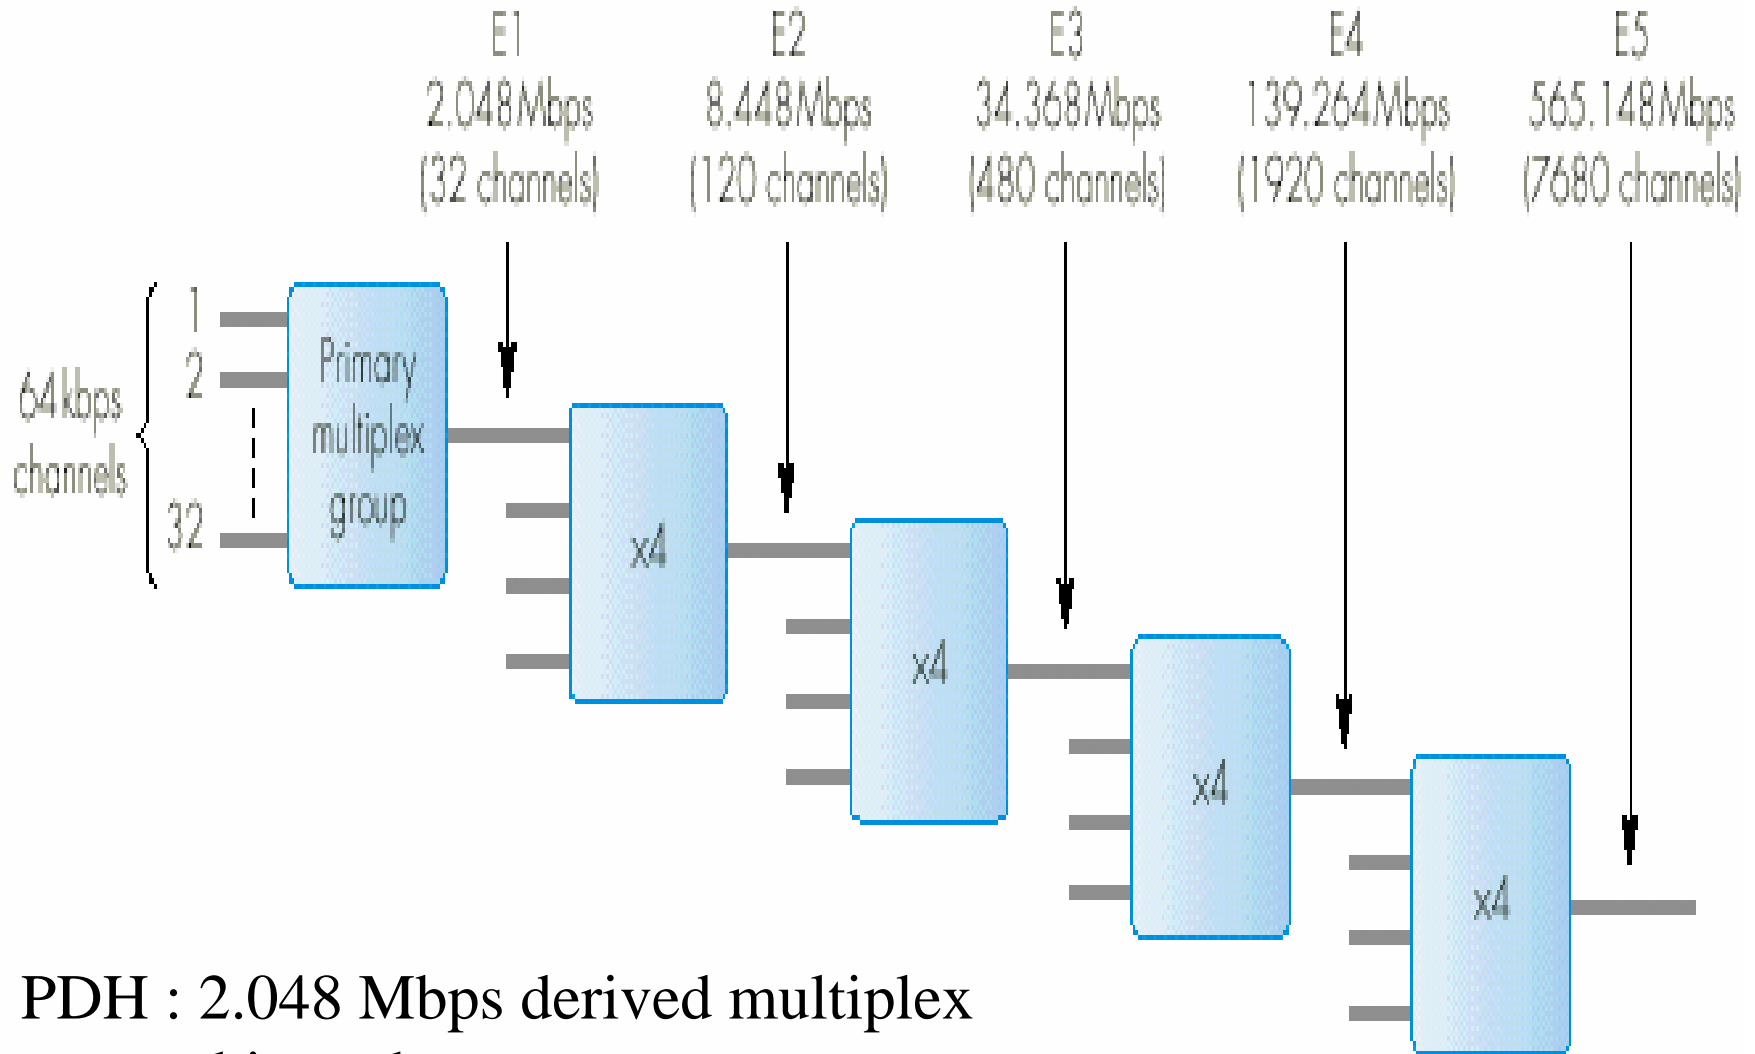 E1
2.048Mbps
(32 channels)
E2
8.448Mbps
(120 channels)
E3
34.368Mbps
(480 channels)
E4
139.264Mbps
(1920 channels)
E5
565.148Mbps
(7680 channels)
64kbps
channels
1
2
32
Primary
multiplex
group
x4
x4
x4
x4
PDH : 2.048 Mbps derived multiplex